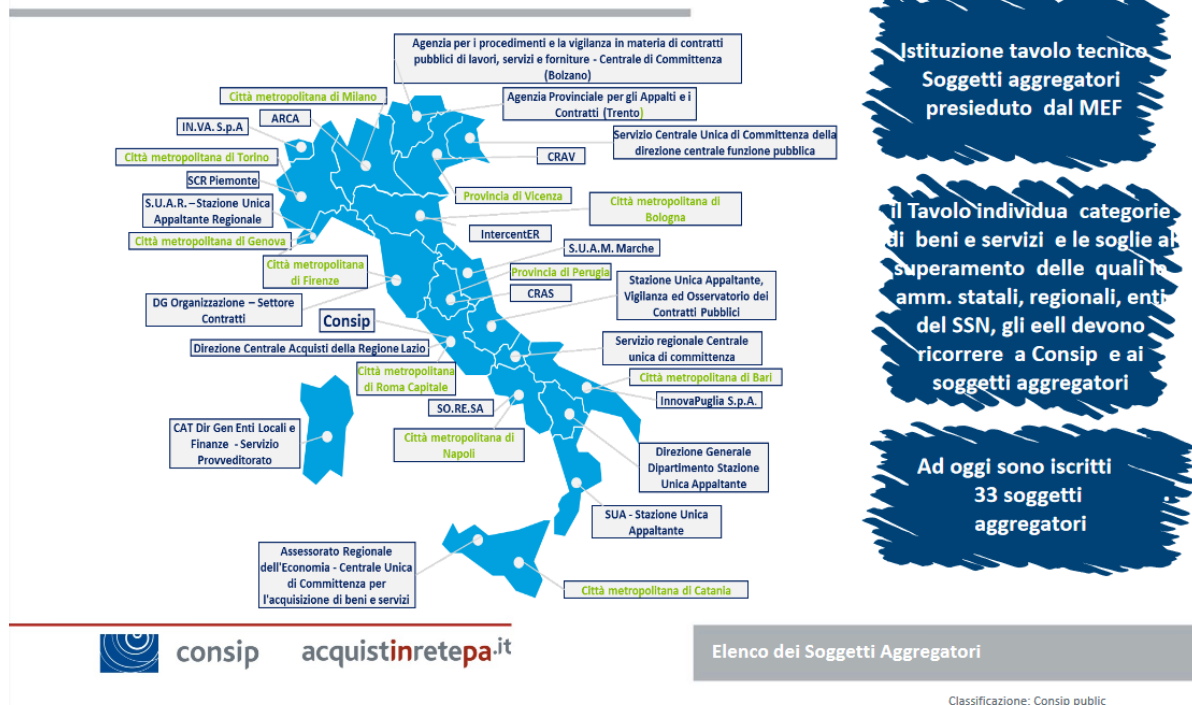 Agenzia per i procedimenti e la vigilanza in materia di contratti
pubblici di lavori, servizi e forniture - Centrale di Committenza
(Bolzano)
Città metropolitana di Milano
Agenzia Provinciale per gli Appalti e i
Contratti (Trento)
ARCA
IN.VA. S.p.A
Servizio Centrale Unica di Committenza della
direzione centrale funzione pubblica
Città metropolitana di Torino
CRAV
SCR Piemonte
Provincia di Vicenza
S.U.A.R. – Stazione Unica
Appaltante Regionale
Città metropolitana di
Bologna
IntercentER
Città metropolitana di Genova
S.U.A.M. Marche
Città metropolitana
di Firenze
Provincia di Perugia
CRAS
Stazione Unica Appaltante,
Vigilanza ed Osservatorio dei
Contratti Pubblici
DG Organizzazione – Settore
Contratti
Consip
Direzione Centrale Acquisti della Regione Lazio
Servizio regionale Centrale
unica di committenza
Città metropolitana
di Roma Capitale
Città metropolitana di Bari
InnovaPuglia S.p.A.
SO.RE.SA
CAT Dir Gen Enti Locali e
Finanze - Servizio
Provveditorato
Città metropolitana di
Napoli
Direzione Generale
Dipartimento Stazione
Unica Appaltante
SUA - Stazione Unica
Appaltante
Assessorato Regionale
dell'Economia - Centrale Unica
di Committenza per
l'acquisizione di beni e servizi
Città metropolitana di Catania
Istituzione tavolo tecnico
Soggetti aggregatori
presieduto dal MEF
il Tavolo individua categorie
di beni e servizi e le soglie al
superamento delle quali le
amm. statali, regionali, enti
del SSN, gli eell devono
ricorrere a Consip e ai
soggetti aggregatori
Ad oggi sono iscritti
33 soggetti .
aggregatori
consip
acquistinretepa.it
Elenco dei Soggetti Aggregatori
Classificazione: Consip public